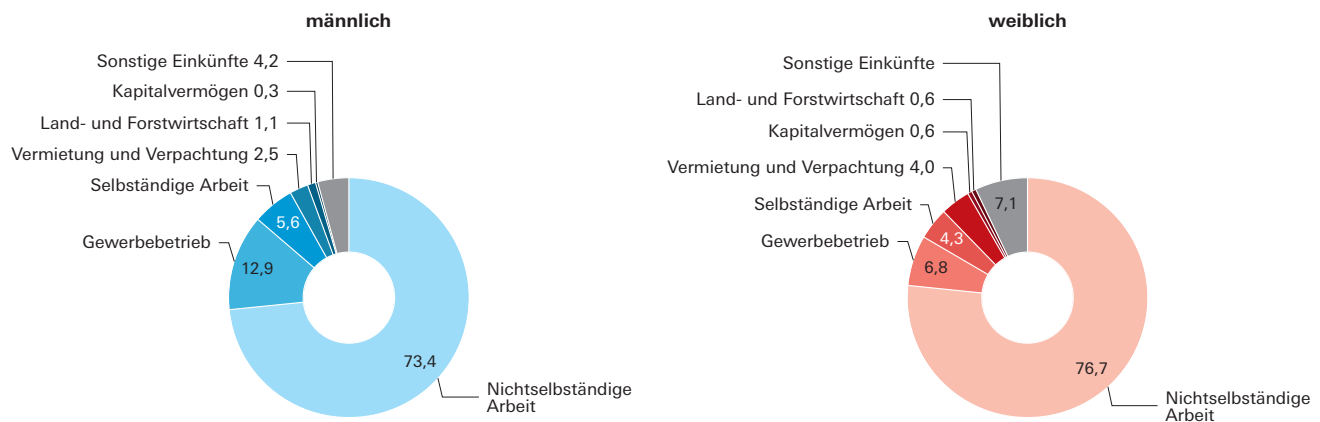 männlich
Sonstige Einkünfte 4,2
Kapitalvermögen 0,3
Land- und Forstwirtschaft 1,1
Vermietung und Verpachtung 2,5
Selbständige Arbeit
5,6
Gewerbebetrieb
12,9
73,4
Nichtselbständige
Arbeit
weiblich
Sonstige Einkünfte
Land- und Forstwirtschaft 0,6
Kapitalvermögen 0,6
Vermietung und Verpachtung 4,0
7,1
Selbständige Arbeit
4,3
Gewerbebetrieb
6,8
76,7
Nichtselbständige
Arbeit